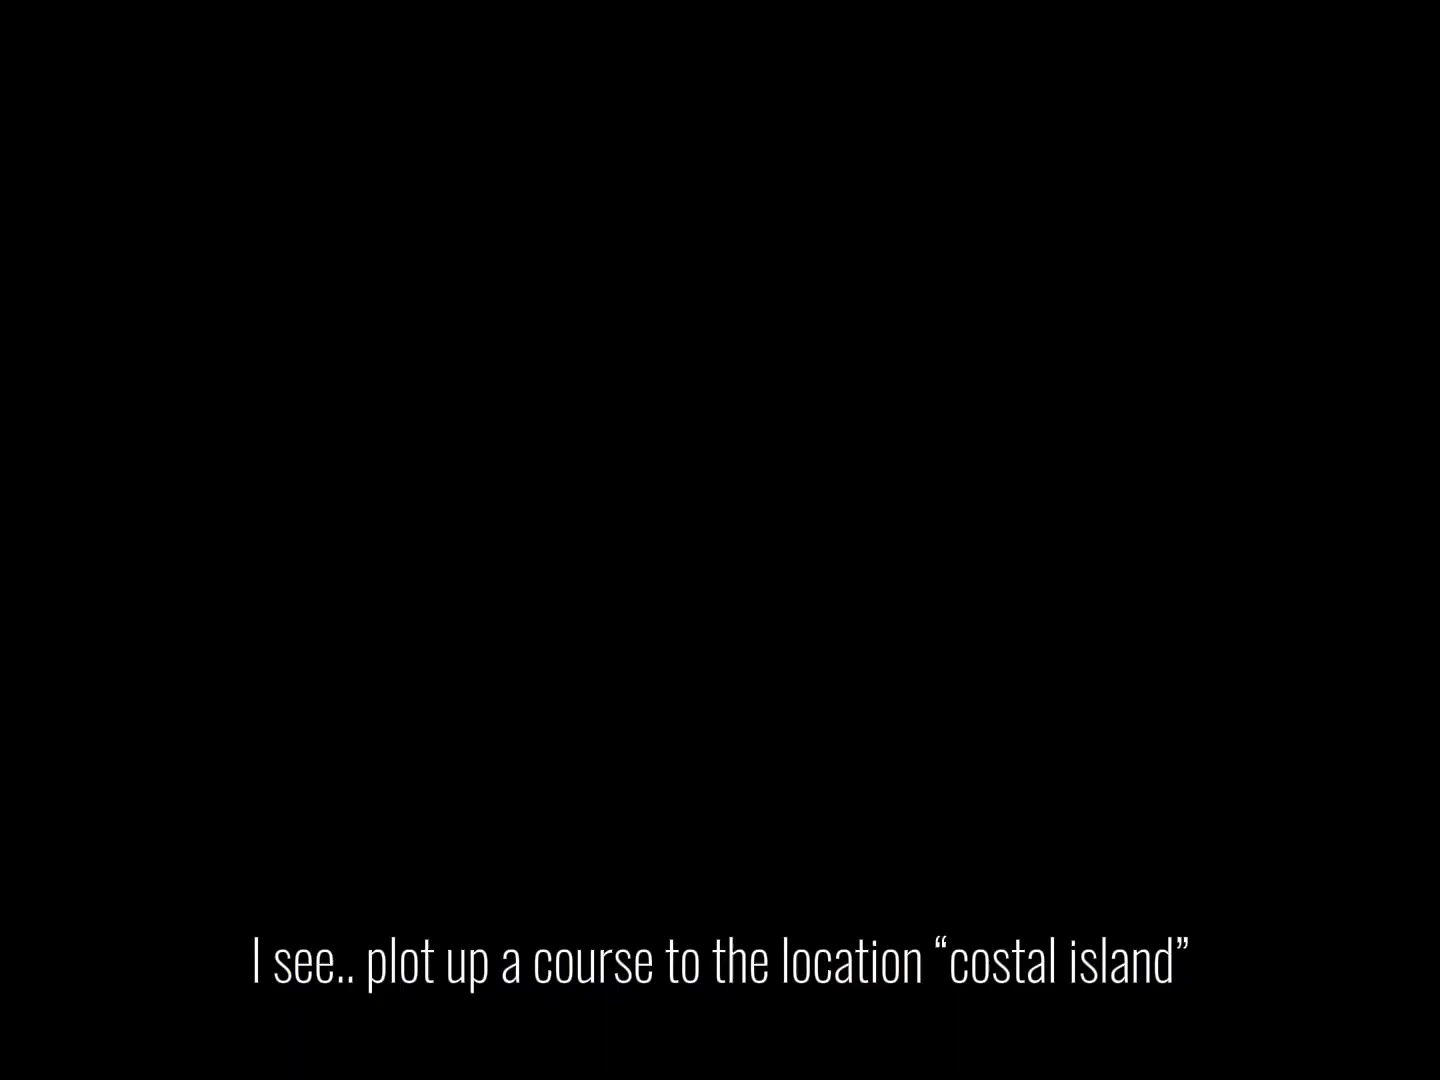 I see.. plot up a course to the location “costal island”